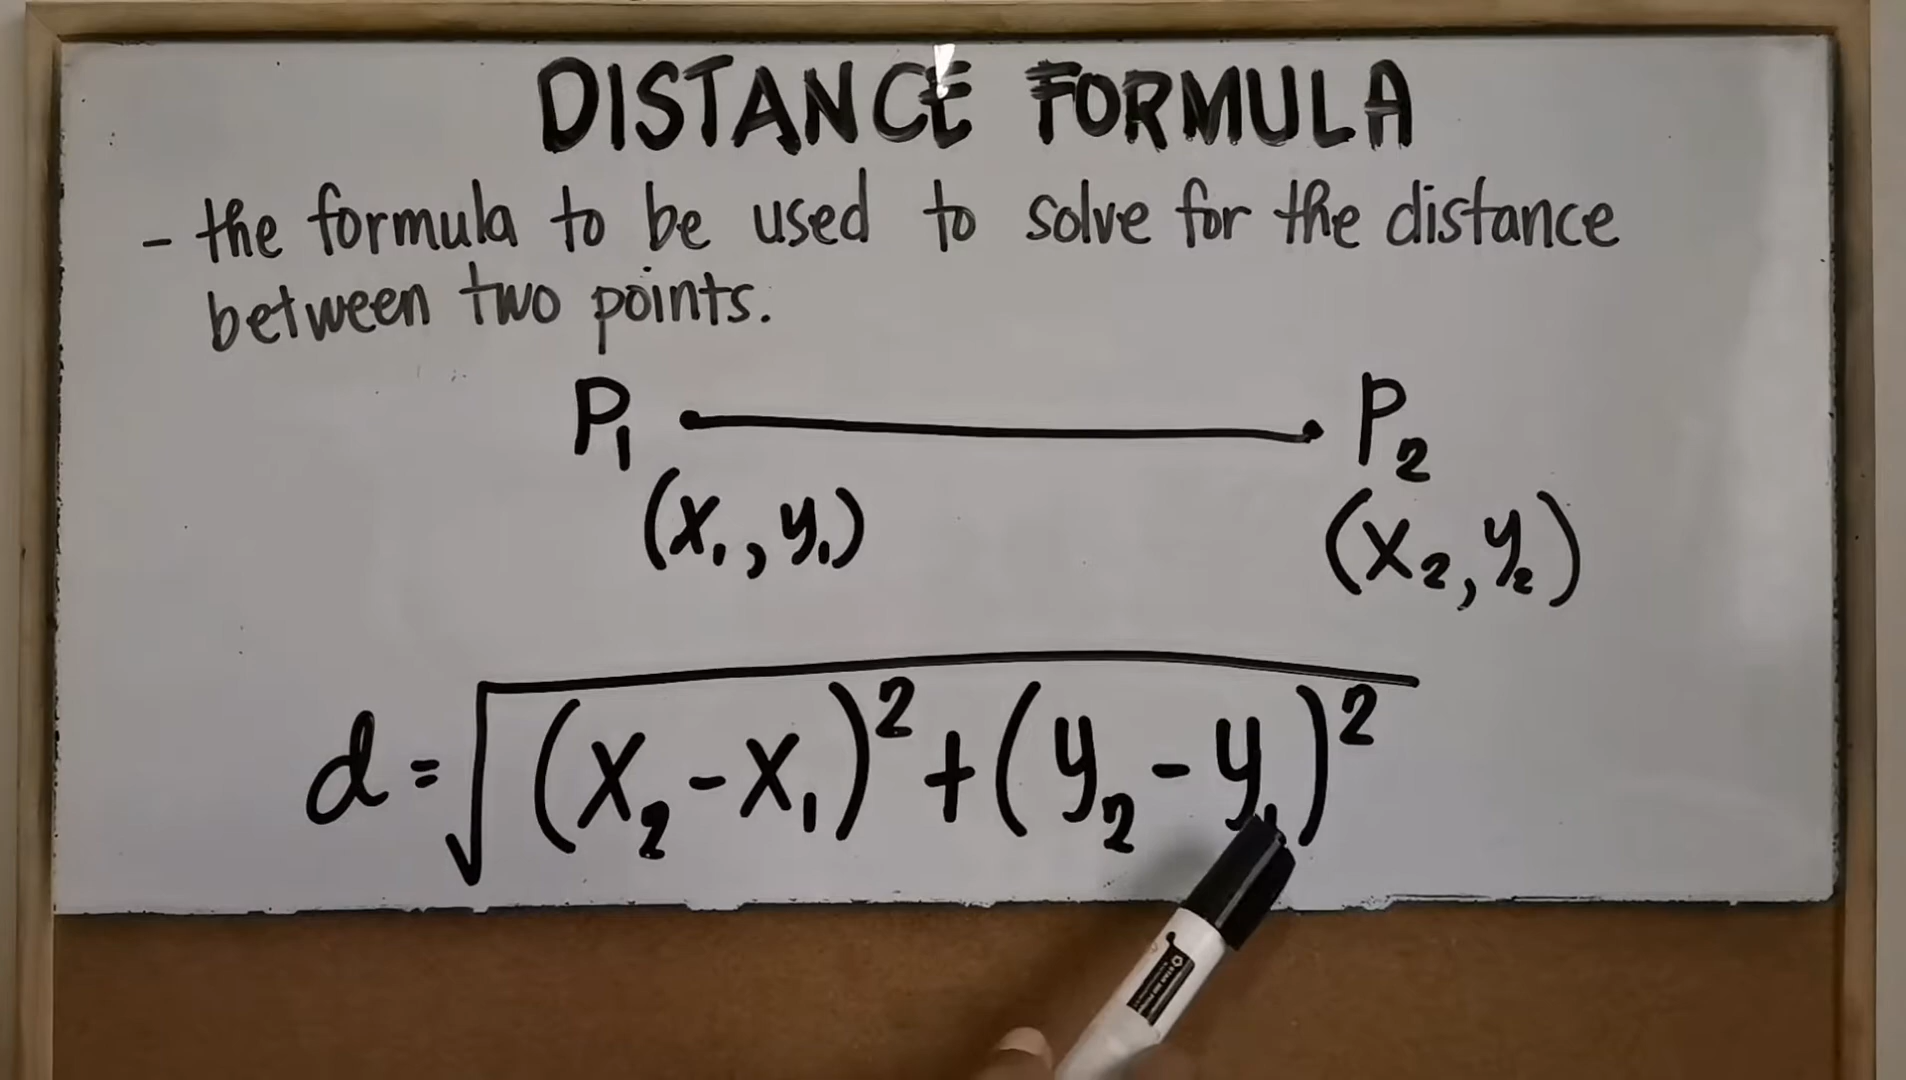 DISTANCE FORMULA
- the formula to be used to solve for the distance
between two points.
P₁ P₂
(x₁, y₁) (x₂, y₂)
d = √(x₂ - x₁)² + (y₂ - y₁)²